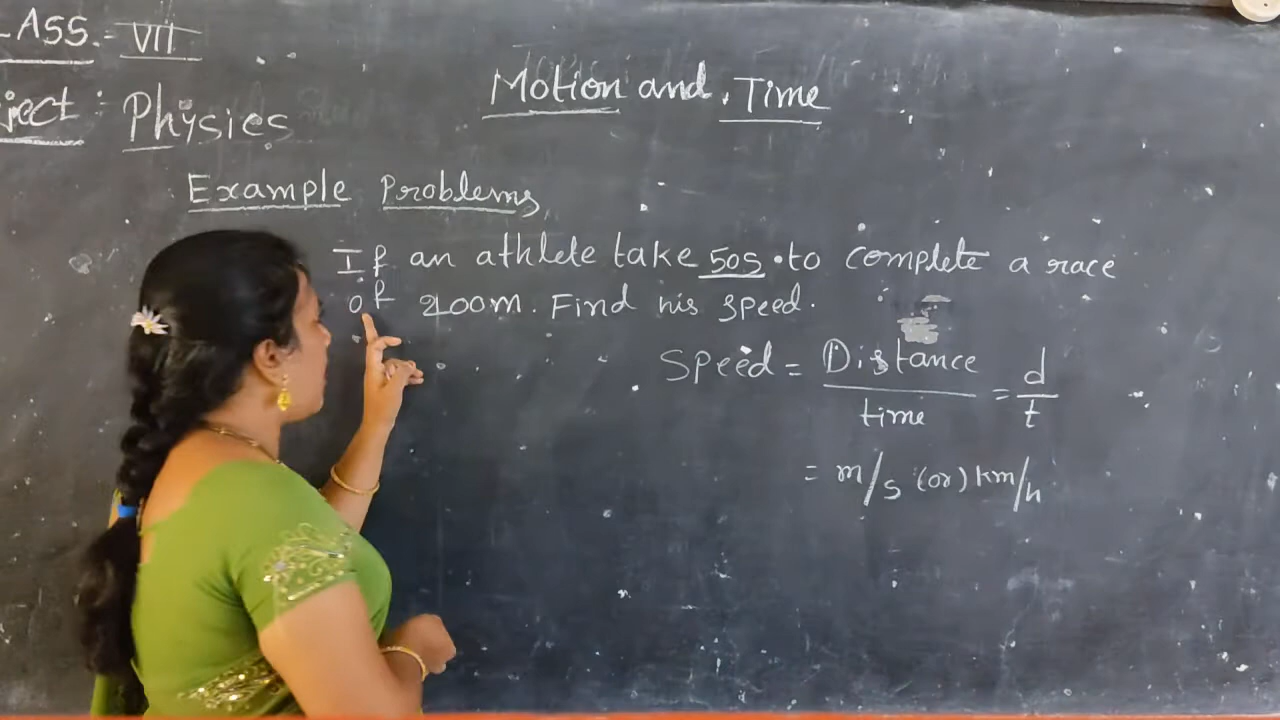 LASS.- VII
ject : Physics
Motion and Time
Example Problems,
If an athlete take 50s to complete a race
of 200m. Find his speed.
Speed = Distance/time = d/t
= m/s (or) km/h